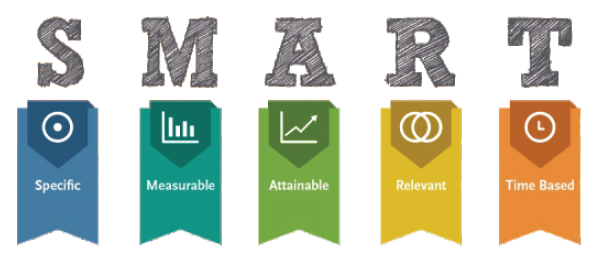 S M A R T
Specific Measurable Attainable Relevant Time Based